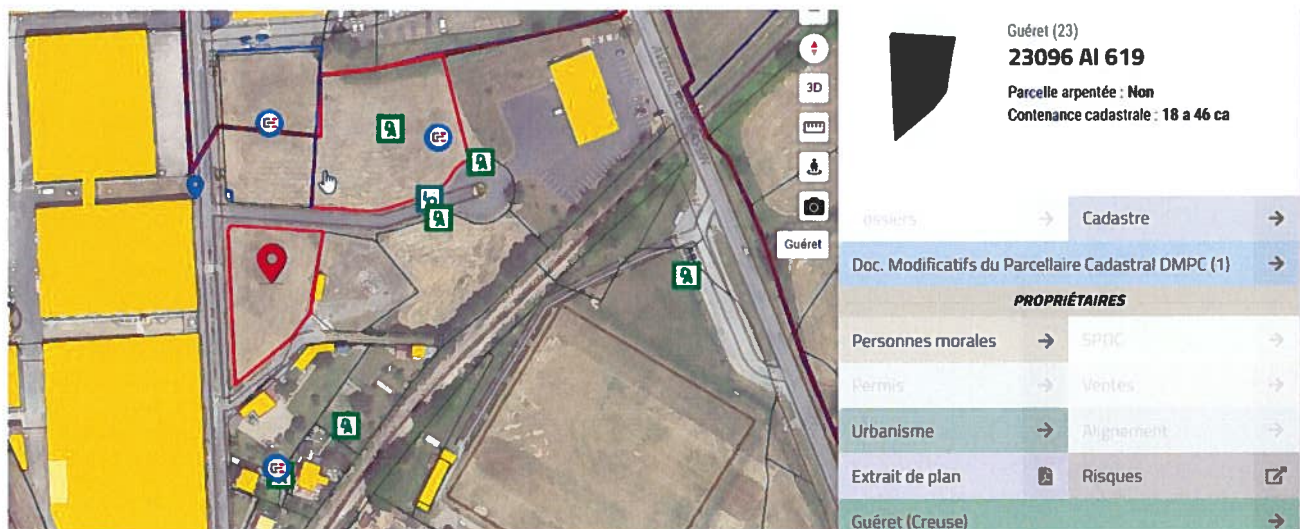 3D
Guéret
Guéret (23)
23096 AI 619
Parcelle arpentée : Non
Contenance cadastrale : 18 a 46 ca
Cadastre
Doc. Modificatifs du Parcellaire Cadastral DMPC (1)
PROPRIÉTAIRES
Personnes morales
Permis
Ventes
Urbanisme
Alignement
Extrait de plan
Risques
Guéret (Creuse)